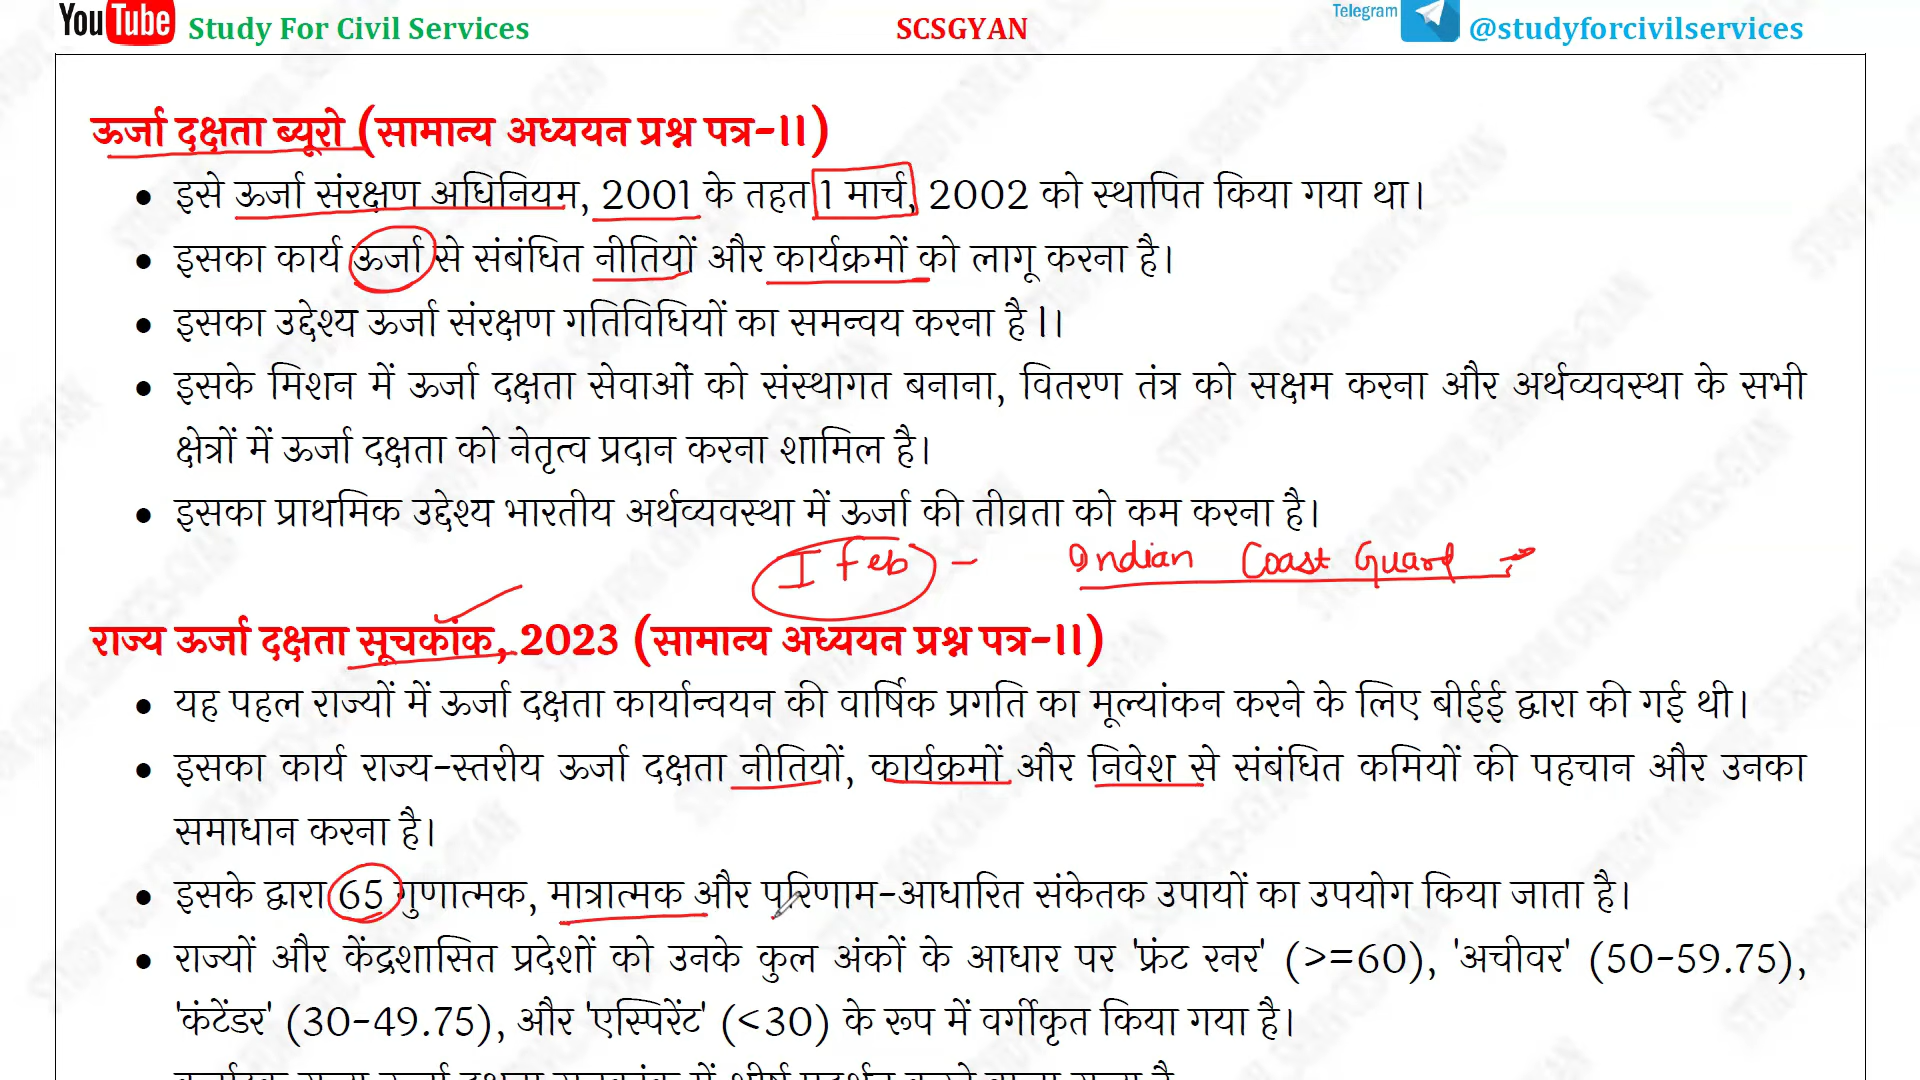 YouTube Study For Civil Services SCSGYAN Telegram @studyforcivilservices
ऊर्जा दक्षता ब्यूरो (सामान्य अध्ययन प्रश्न पत्र-II)
• इसे ऊर्जा संरक्षण अधिनियम, 2001 के तहत 1 मार्च, 2002 को स्थापित किया गया था।
• इसका कार्य ऊर्जा से संबंधित नीतियों और कार्यक्रमों को लागू करना है।
• इसका उद्देश्य ऊर्जा संरक्षण गतिविधियों का समन्वय करना है ।।
• इसके मिशन में ऊर्जा दक्षता सेवाओं को संस्थागत बनाना, वितरण तंत्र को सक्षम करना और अर्थव्यवस्था के सभी
क्षेत्रों में ऊर्जा दक्षता को नेतृत्व प्रदान करना शामिल है।
• इसका प्राथमिक उद्देश्य भारतीय अर्थव्यवस्था में ऊर्जा की तीव्रता को कम करना है।
I Feb - Indian Coast Guard
राज्य ऊर्जा दक्षता सूचकांक, 2023 (सामान्य अध्ययन प्रश्न पत्र-II)
• यह पहल राज्यों में ऊर्जा दक्षता कार्यान्वयन की वार्षिक प्रगति का मूल्यांकन करने के लिए बीईई द्वारा की गई थी।
• इसका कार्य राज्य-स्तरीय ऊर्जा दक्षता नीतियों, कार्यक्रमों और निवेश से संबंधित कमियों की पहचान और उनका
समाधान करना है।
• इसके द्वारा 65 गुणात्मक, मात्रात्मक और परिणाम-आधारित संकेतक उपायों का उपयोग किया जाता है।
• राज्यों और केंद्रशासित प्रदेशों को उनके कुल अंकों के आधार पर 'फ्रंट रनर' (>=60), 'अचीवर' (50-59.75),
'कंटेंडर' (30-49.75), और 'एस्पिरेंट' (<30) के रूप में वर्गीकृत किया गया है।